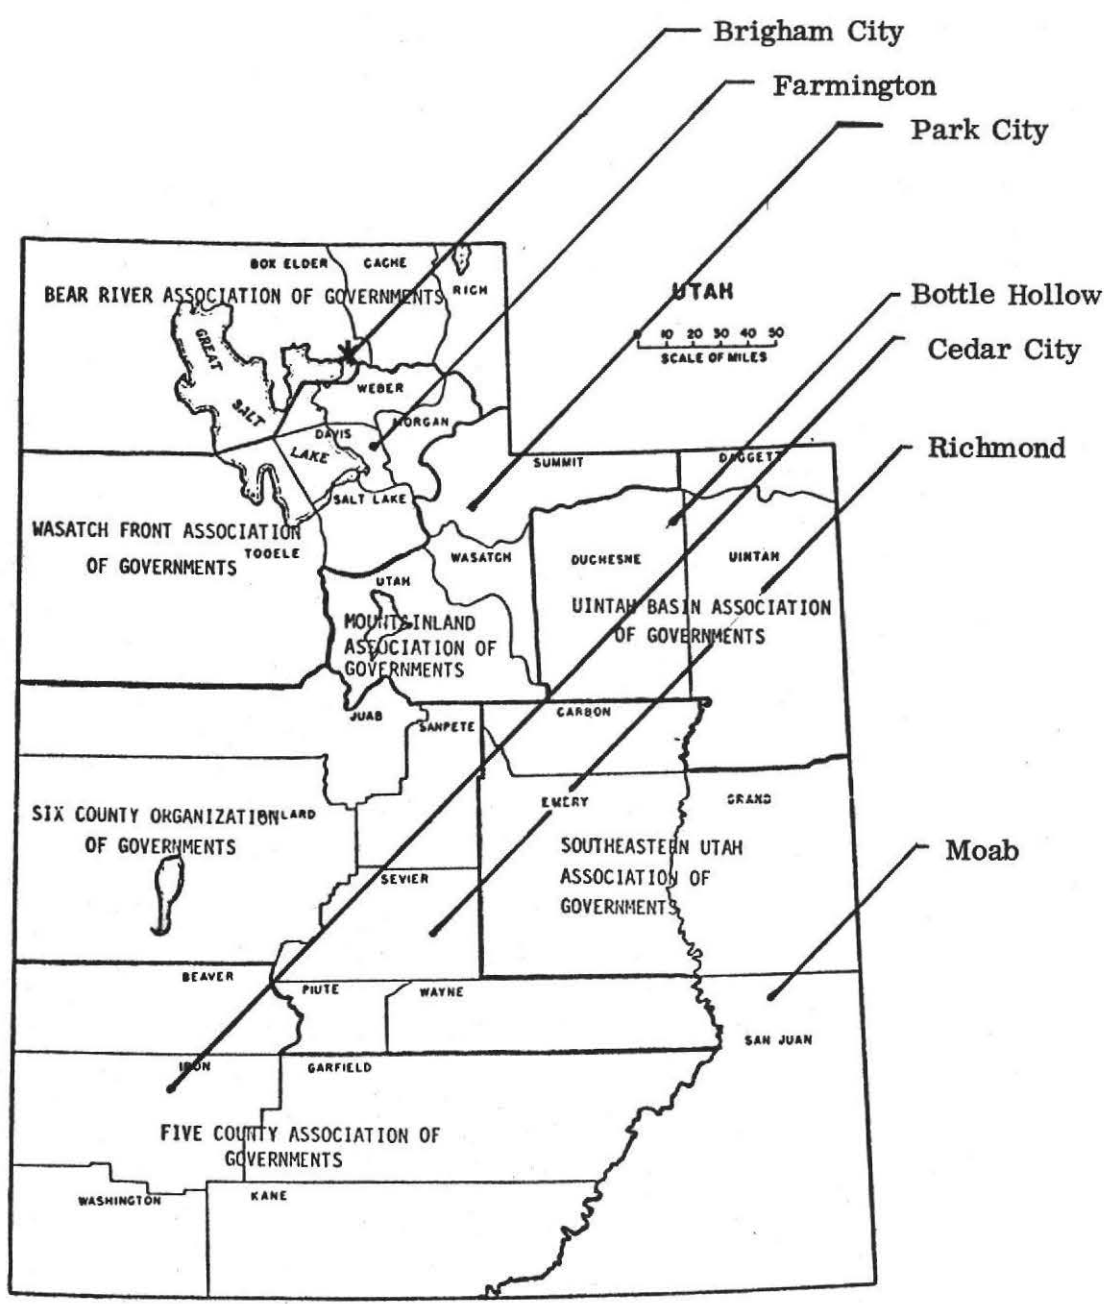 Brigham City
Farmington
Park City
BOX ELDER
CACHE
RICH
BEAR RIVER ASSOCIATION OF GOVERNMENTS
UTAH
0 10 20 30 40 50
SCALE OF MILES
Bottle Hollow
Cedar City
Richmond
GREAT
SALT
LAKE
WEBER
MORGAN
DAVIS
SUMMIT
DAGGETT
SALT LAKE
WASATCH FRONT ASSOCIATION
OF GOVERNMENTS
TOOELE
WASATCH
DUCHESNE
UINTAH
UTAH
UINTAH BASIN ASSOCIATION
OF GOVERNMENTS
MOUNTAINLAND
ASSOCIATION OF
GOVERNMENTS
JUAB
SANPETE
CARBON
SIX COUNTY ORGANIZATION
LARD
OF GOVERNMENTS
EMERY
GRAND
SOUTHEASTERN UTAH
ASSOCIATION OF
GOVERNMENTS
Moab
SEVIER
BEAVER
PIUTE
WAYNE
SAN JUAN
IRON
GARFIELD
FIVE COUNTY ASSOCIATION OF
GOVERNMENTS
WASHINGTON
KANE